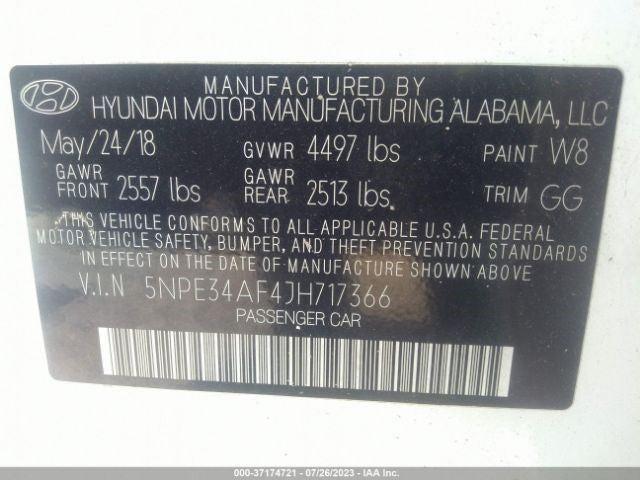 MANUFACTURED BY
HYUNDAI MOTOR MANUFACTURING ALABAMA, LLC
May/24/18 GVWR 4497 lbs PAINT W8
GAWR FRONT 2557 lbs GAWR REAR 2513 lbs TRIM GG
THIS VEHICLE CONFORMS TO ALL APPLICABLE U.S.A. FEDERAL
MOTOR VEHICLE SAFETY, BUMPER, AND THEFT PREVENTION STANDARDS
IN EFFECT ON THE DATE OF MANUFACTURE SHOWN ABOVE.
V.I.N 5NPE34AF4JH717366
PASSENGER CAR
000-37174721 - 07/26/2023 - IAA Inc.